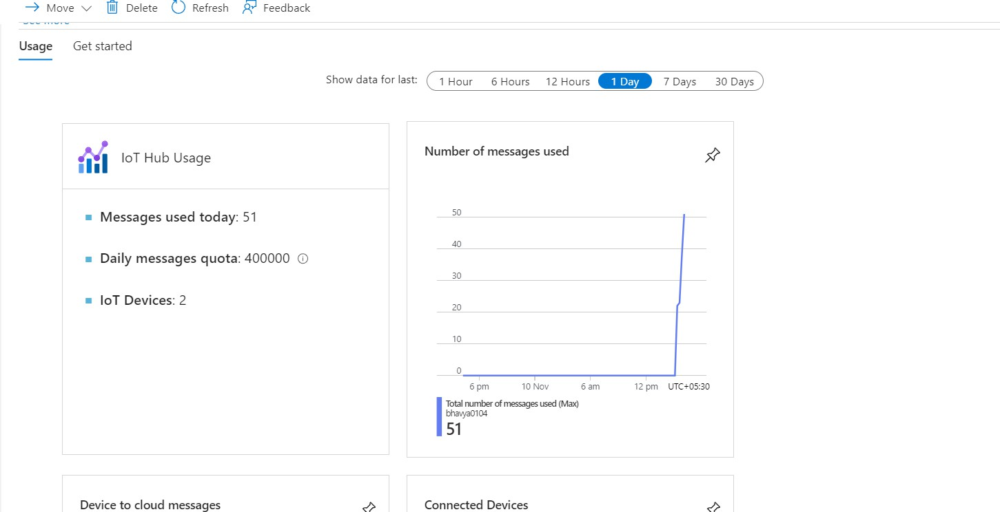 Move Delete Refresh Feedback
See more
Usage Get started
Show data for last: 1 Hour 6 Hours 12 Hours 1 Day 7 Days 30 Days
IoT Hub Usage
Messages used today: 51
Daily messages quota: 400000
IoT Devices: 2
Number of messages used
50
40
30
20
10
0
6 pm 10 Nov 6 am 12 pm UTC+05:30
Total number of messages used (Max)
bhavya0104
51
Device to cloud messages
Connected Devices